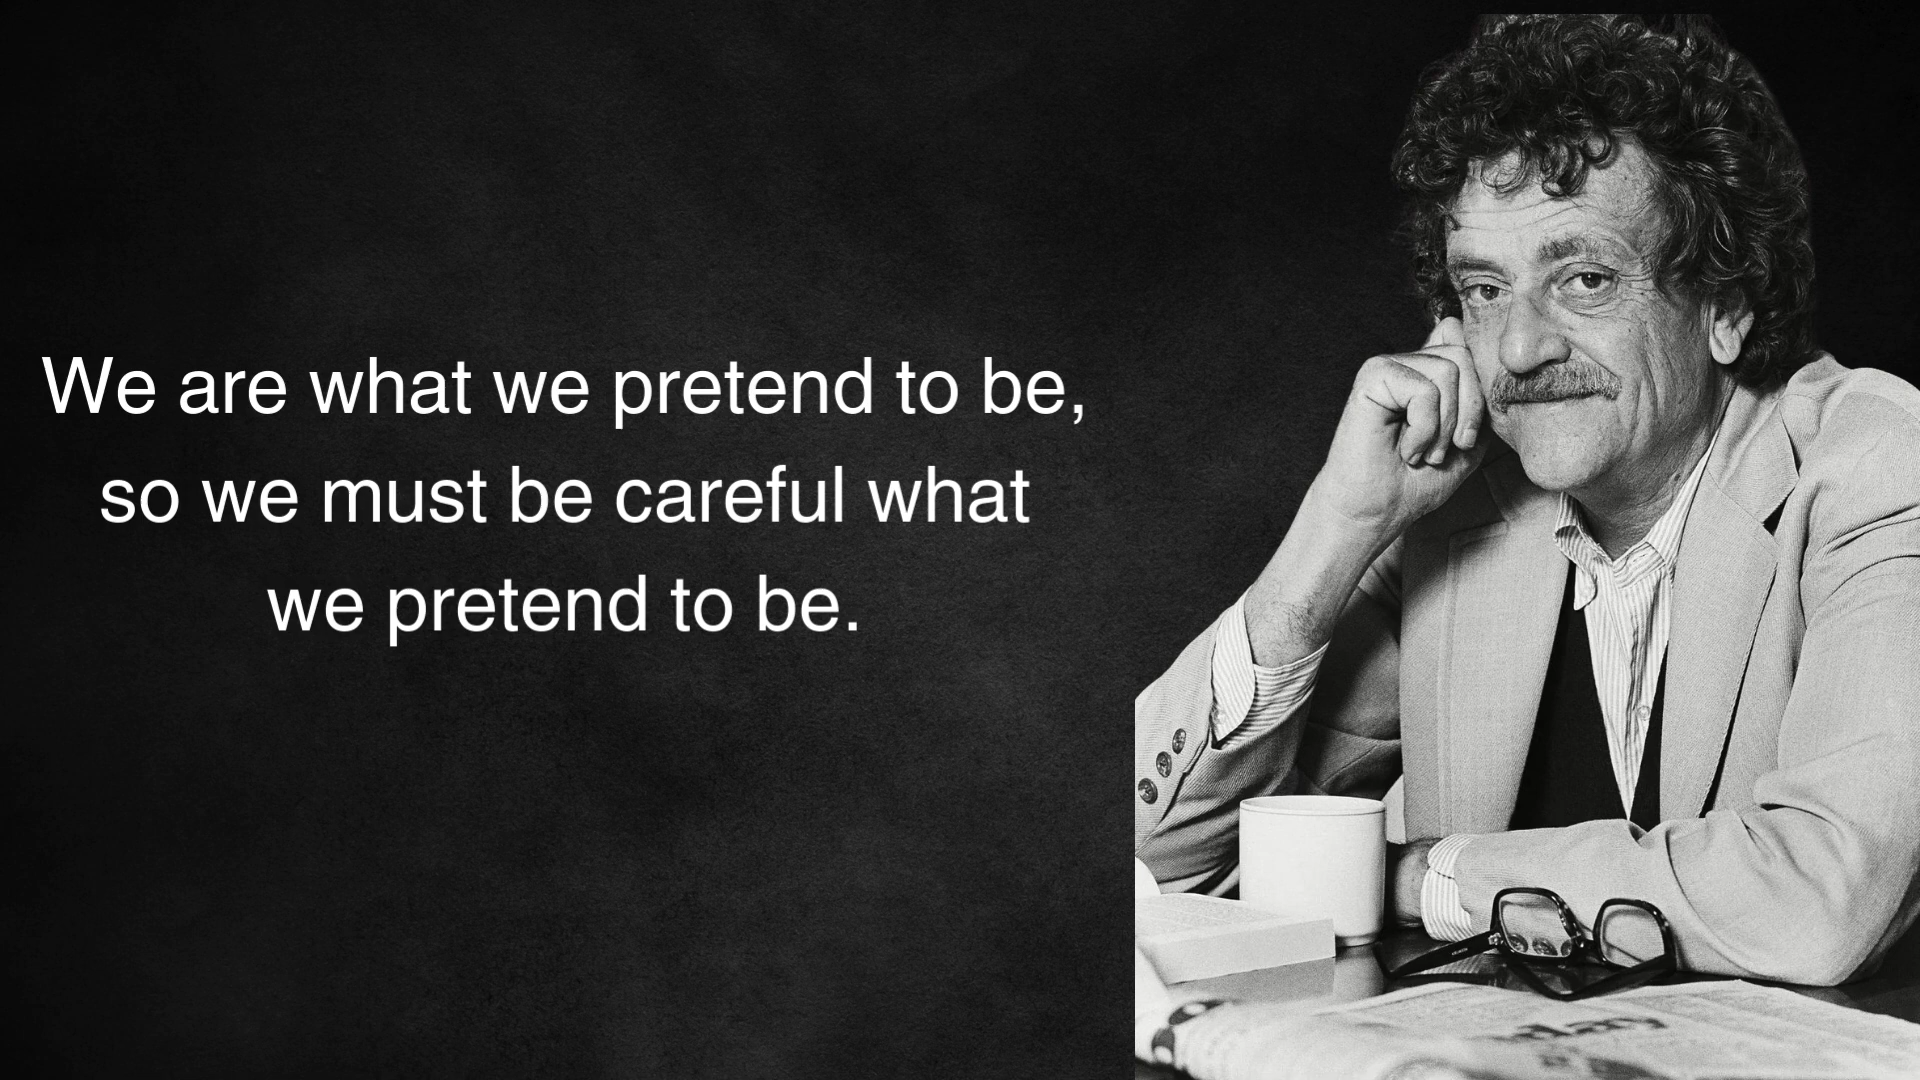 We are what we pretend to be,
so we must be careful what
we pretend to be.